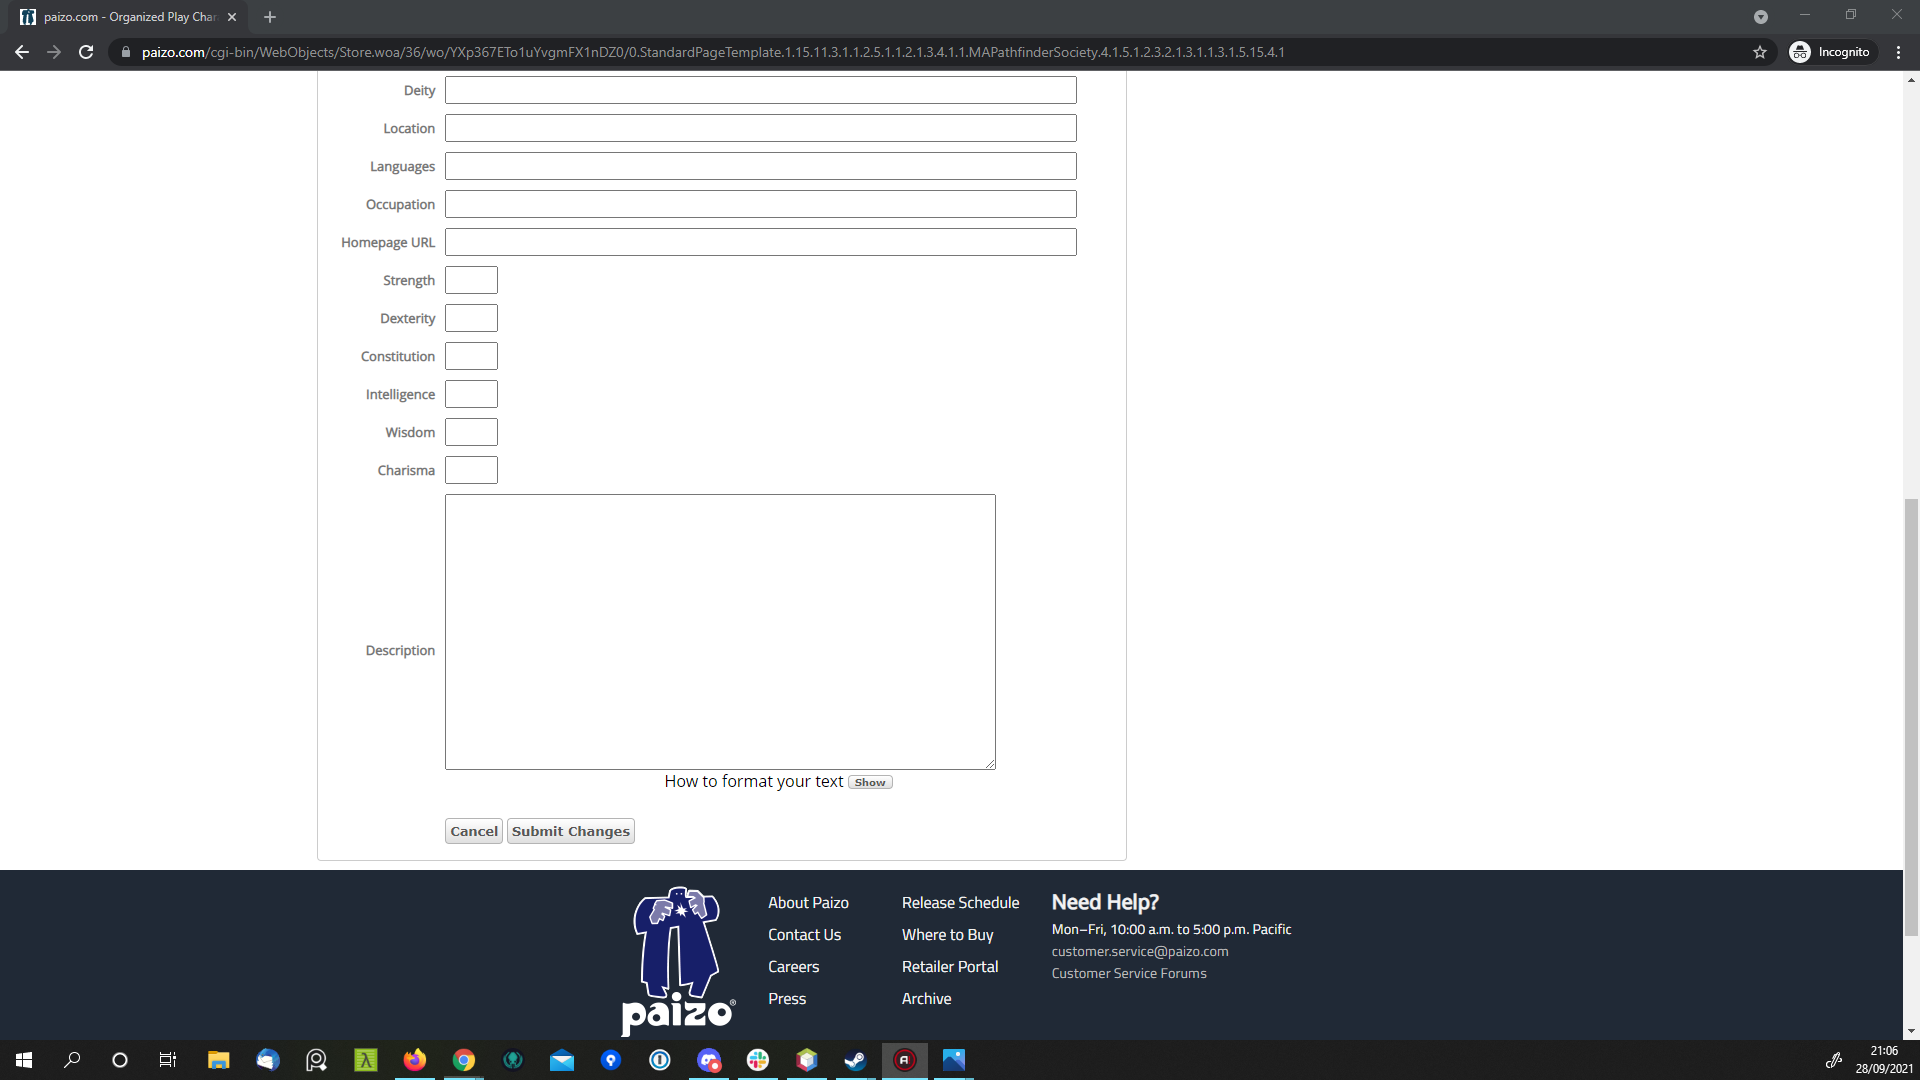 paizo.com - Organized Play Char
paizo.com/cgi-bin/WebObjects/Store.woa/36/wo/YXp367ETo1uYvgmFX1nDZ0/0.StandardPageTemplate.1.15.11.3.1.1.2.5.1.1.2.1.3.4.1.1.MAPathfinderSociety.4.1.5.1.2.3.2.1.3.1.1.3.1.5.15.4.1
Incognito
Deity
Location
Languages
Occupation
Homepage URL
Strength
Dexterity
Constitution
Intelligence
Wisdom
Charisma
Description
How to format your text Show
Cancel Submit Changes
paizo
About Paizo
Contact Us
Careers
Press
Release Schedule
Where to Buy
Retailer Portal
Archive
Need Help?
Mon–Fri, 10:00 a.m. to 5:00 p.m. Pacific
customer.service@paizo.com
Customer Service Forums
21:06
28/09/2021